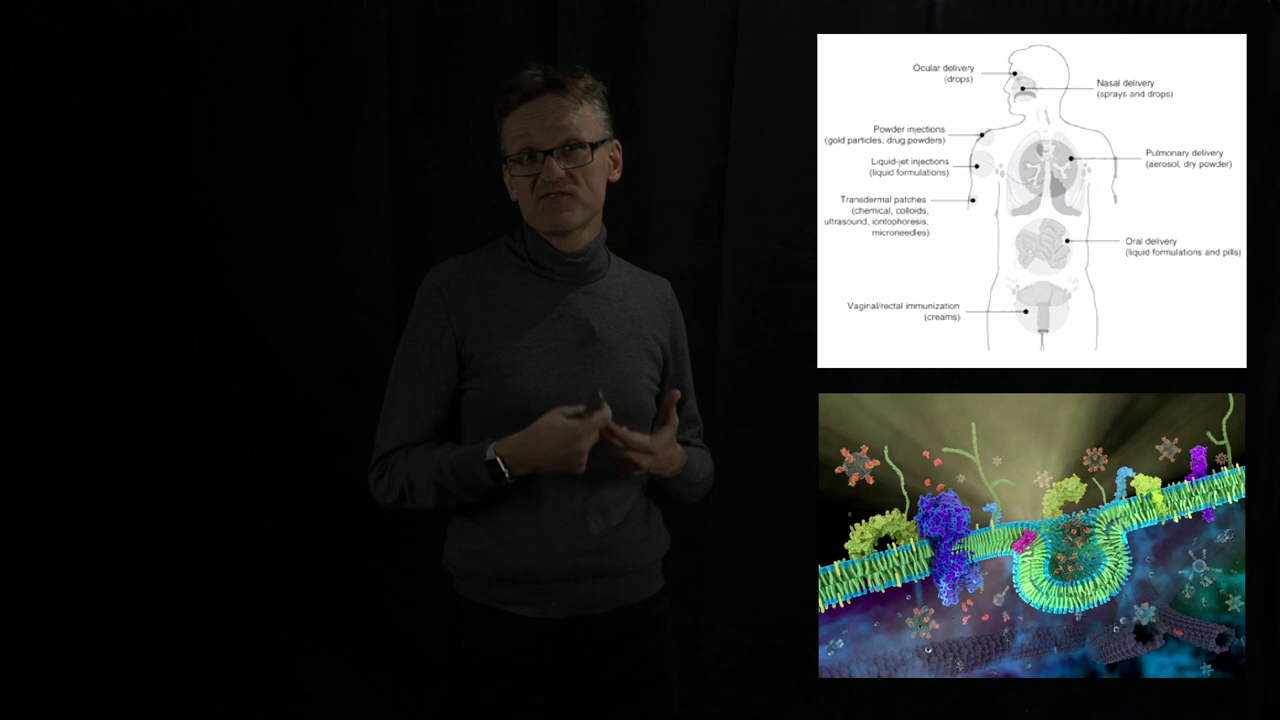 Ocular delivery
(drops)
Nasal delivery
(sprays and drops)
Powder injections
(gold particles, drug powders)
Liquid-jet injections
(liquid formulations)
Pulmonary delivery
(aerosol, dry powder)
Transdermal patches
(chemical, colloids,
ultrasound, iontophoresis,
microneedles)
Oral delivery
(liquid formulations and pills)
Vaginal/rectal immunization
(creams)